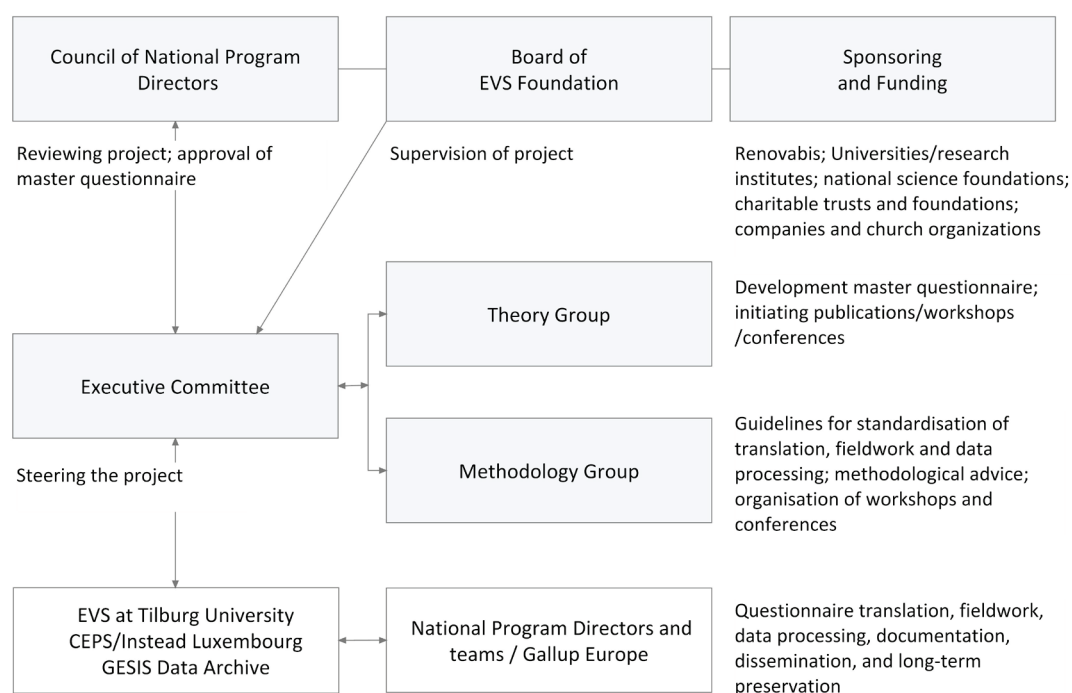 Council of National Program
Directors
Board of
EVS Foundation
Sponsoring
and Funding
Reviewing project; approval of
master questionnaire
Supervision of project
Renovabis; Universities/research
institutes; national science foundations;
charitable trusts and foundations;
companies and church organizations
Theory Group
Development master questionnaire;
initiating publications/workshops
/conferences
Executive Committee
Methodology Group
Guidelines for standardisation of
translation, fieldwork and data
processing; methodological advice;
organisation of workshops and
conferences
Steering the project
EVS at Tilburg University
CEPS/Instead Luxembourg
GESIS Data Archive
National Program Directors and
teams / Gallup Europe
Questionnaire translation, fieldwork,
data processing, documentation,
dissemination, and long-term
preservation